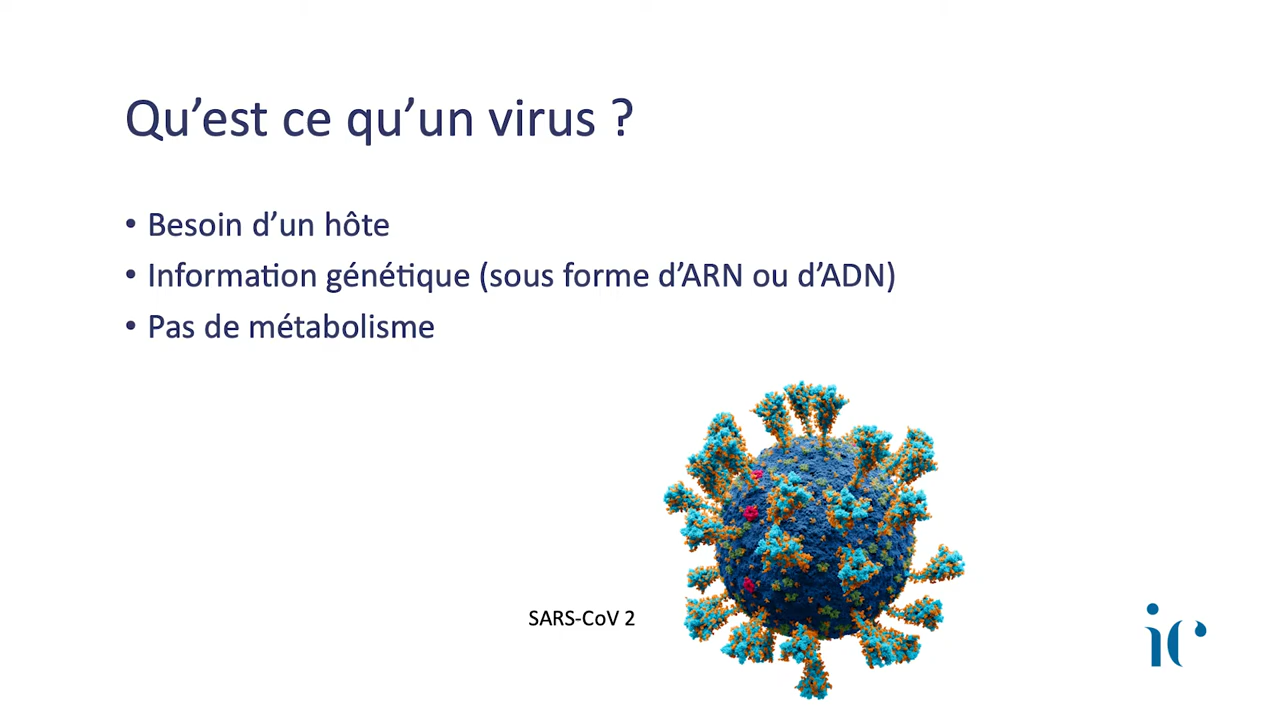 Qu’est ce qu’un virus ?
• Besoin d’un hôte
• Information génétique (sous forme d’ARN ou d’ADN)
• Pas de métabolisme
SARS-CoV 2
ic